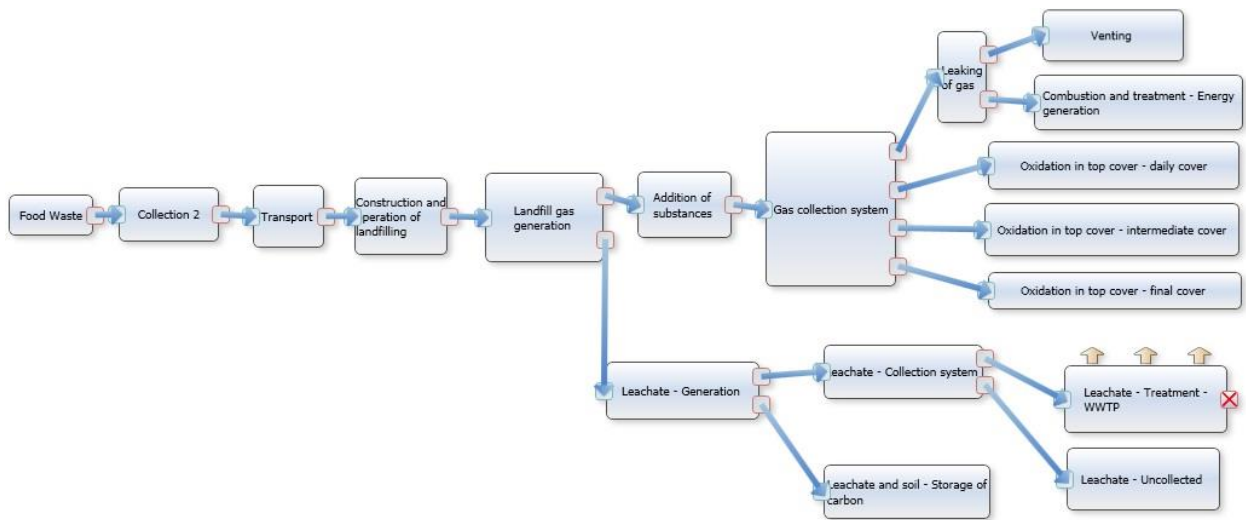 Venting
Leaking
of gas
Combustion and treatment - Energy
generation
Oxidation in top cover - daily cover
Food Waste
Collection 2
Transport
Construction and
operation of
landfilling
Landfill gas
generation
Addition of
substances
Gas collection system
Oxidation in top cover - intermediate cover
Oxidation in top cover - final cover
Leachate - Generation
Leachate - Collection system
Leachate - Treatment -
WWTP
Leachate and soil - Storage of
carbon
Leachate - Uncollected